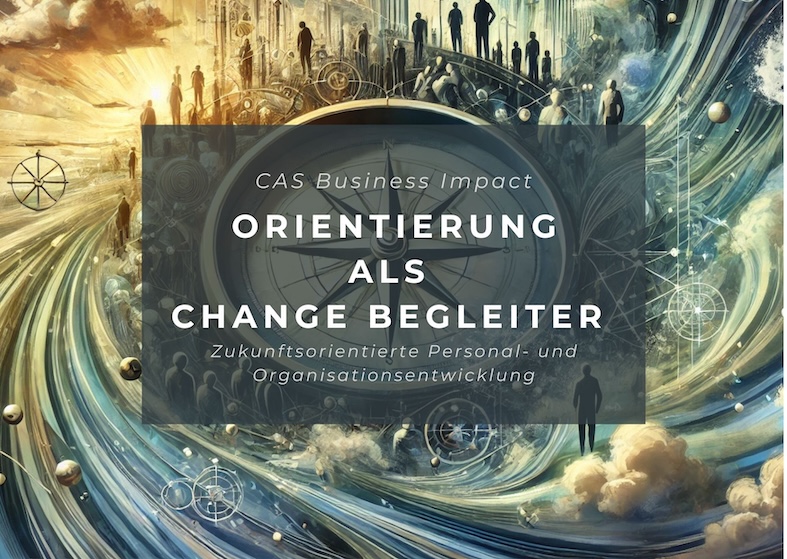 CAS Business Impact
ORIENTIERUNG
ALS
CHANGE BEGLEITER
Zukunftsorientierte Personal- und
Organisationsentwicklung